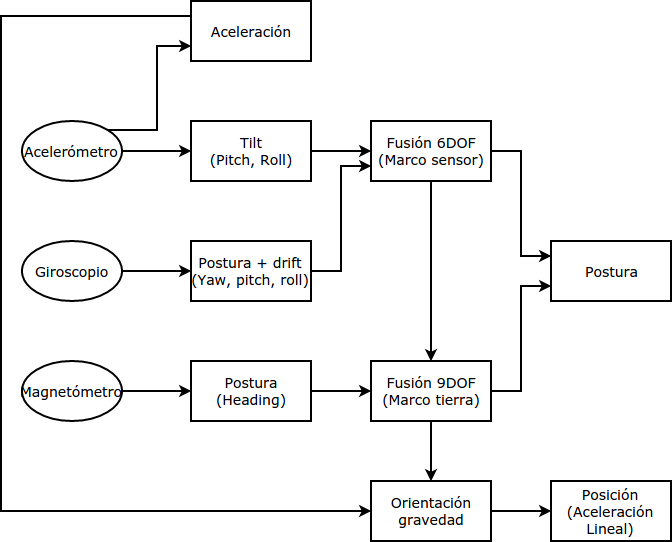 Aceleración
Acelerómetro
Tilt
(Pitch, Roll)
Fusión 6DOF
(Marco sensor)
Giroscopio
Postura + drift
(Yaw, pitch, roll)
Postura
Magnetómetro
Postura
(Heading)
Fusión 9DOF
(Marco tierra)
Orientación
gravedad
Posición
(Aceleración
Lineal)